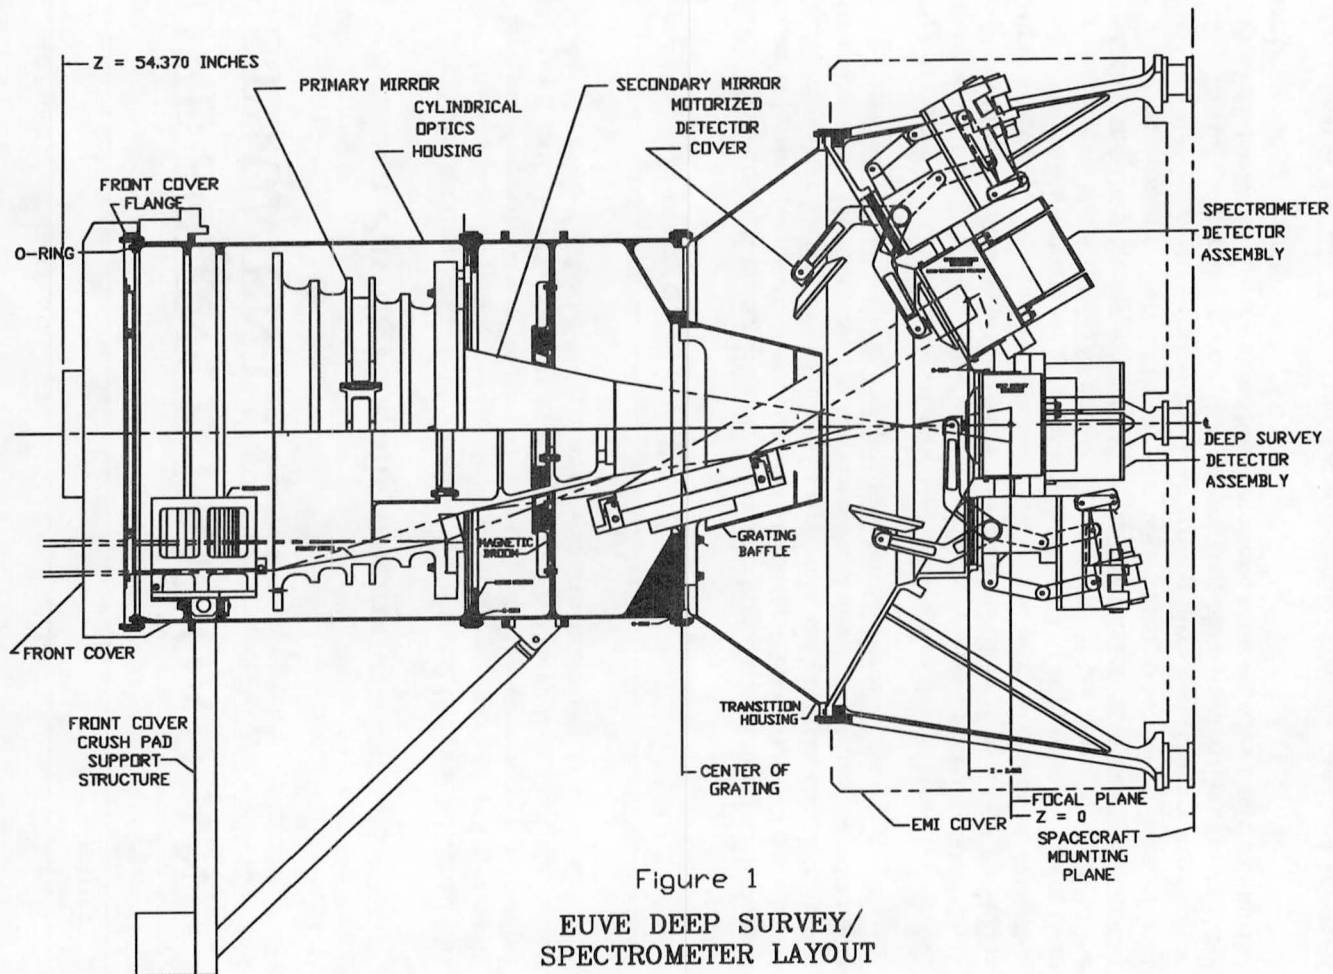 Z = 54.370 INCHES
PRIMARY MIRROR
CYLINDRICAL
OPTICS
HOUSING
SECONDARY MIRROR
MOTORIZED
DETECTOR
COVER
FRONT COVER
FLANGE
O-RING
SPECTROMETER
DETECTOR
ASSEMBLY
DEEP SURVEY
DETECTOR
ASSEMBLY
MAGNETIC
BROOM
GRATING
BAFFLE
FRONT COVER
TRANSITION
HOUSING
FRONT COVER
CRUSH PAD
SUPPORT
STRUCTURE
CENTER OF
GRATING
EMI COVER
FOCAL PLANE
Z = 0
SPACECRAFT
MOUNTING
PLANE
Figure 1
EUVE DEEP SURVEY/
SPECTROMETER LAYOUT